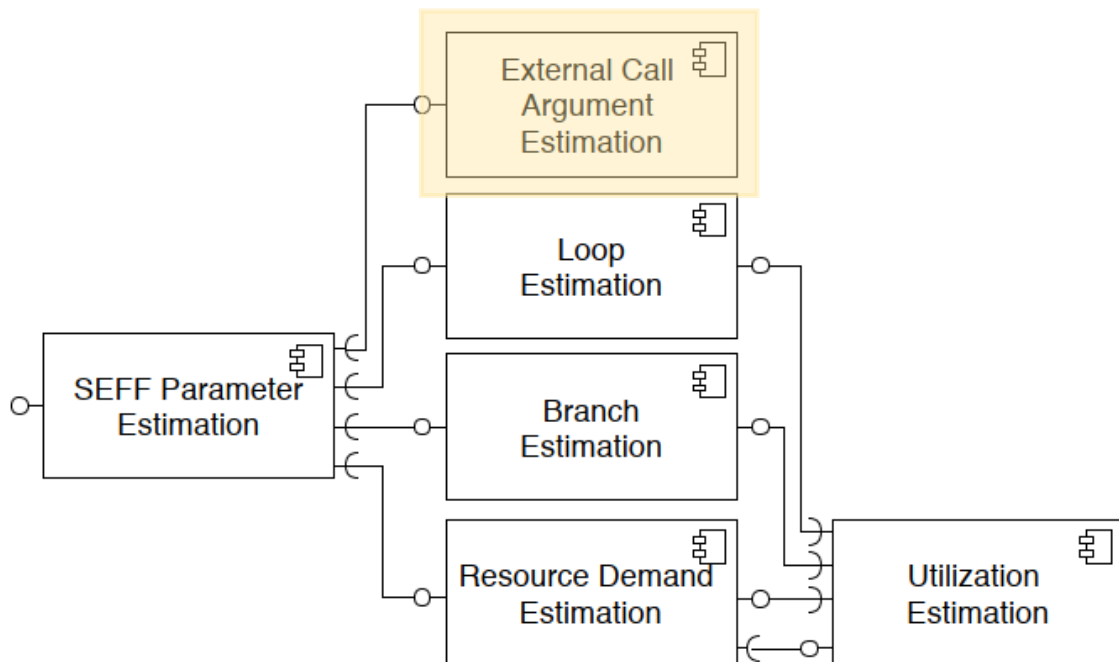 External Call
Argument
Estimation
Loop
Estimation
SEFF Parameter
Estimation
Branch
Estimation
Resource Demand
Estimation
Utilization
Estimation